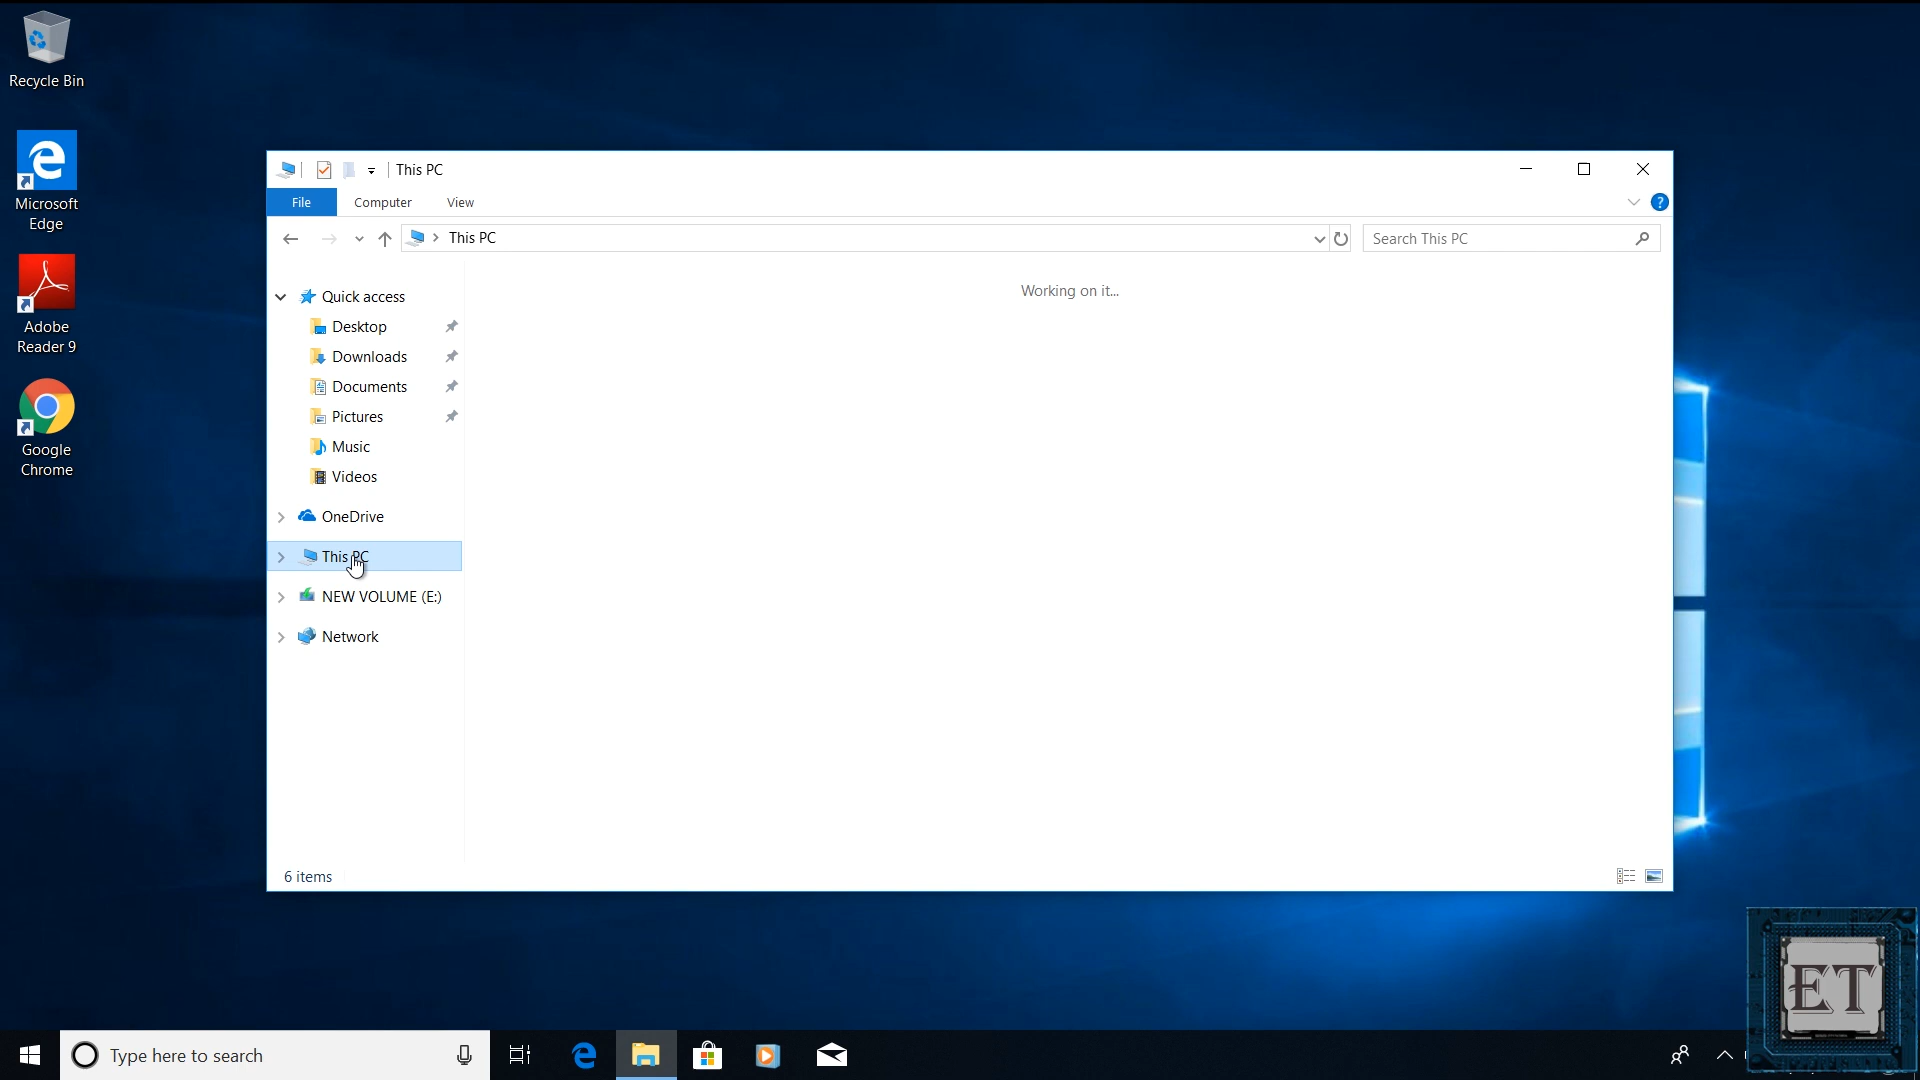 Recycle Bin
Microsoft
Edge
Adobe
Reader 9
Google
Chrome
This PC
File
Computer
View
?
This PC
Search This PC
Quick access
Desktop
Downloads
Documents
Pictures
Music
Videos
OneDrive
This PC
NEW VOLUME (E:)
Network
Working on it...
6 items
Type here to search
ET